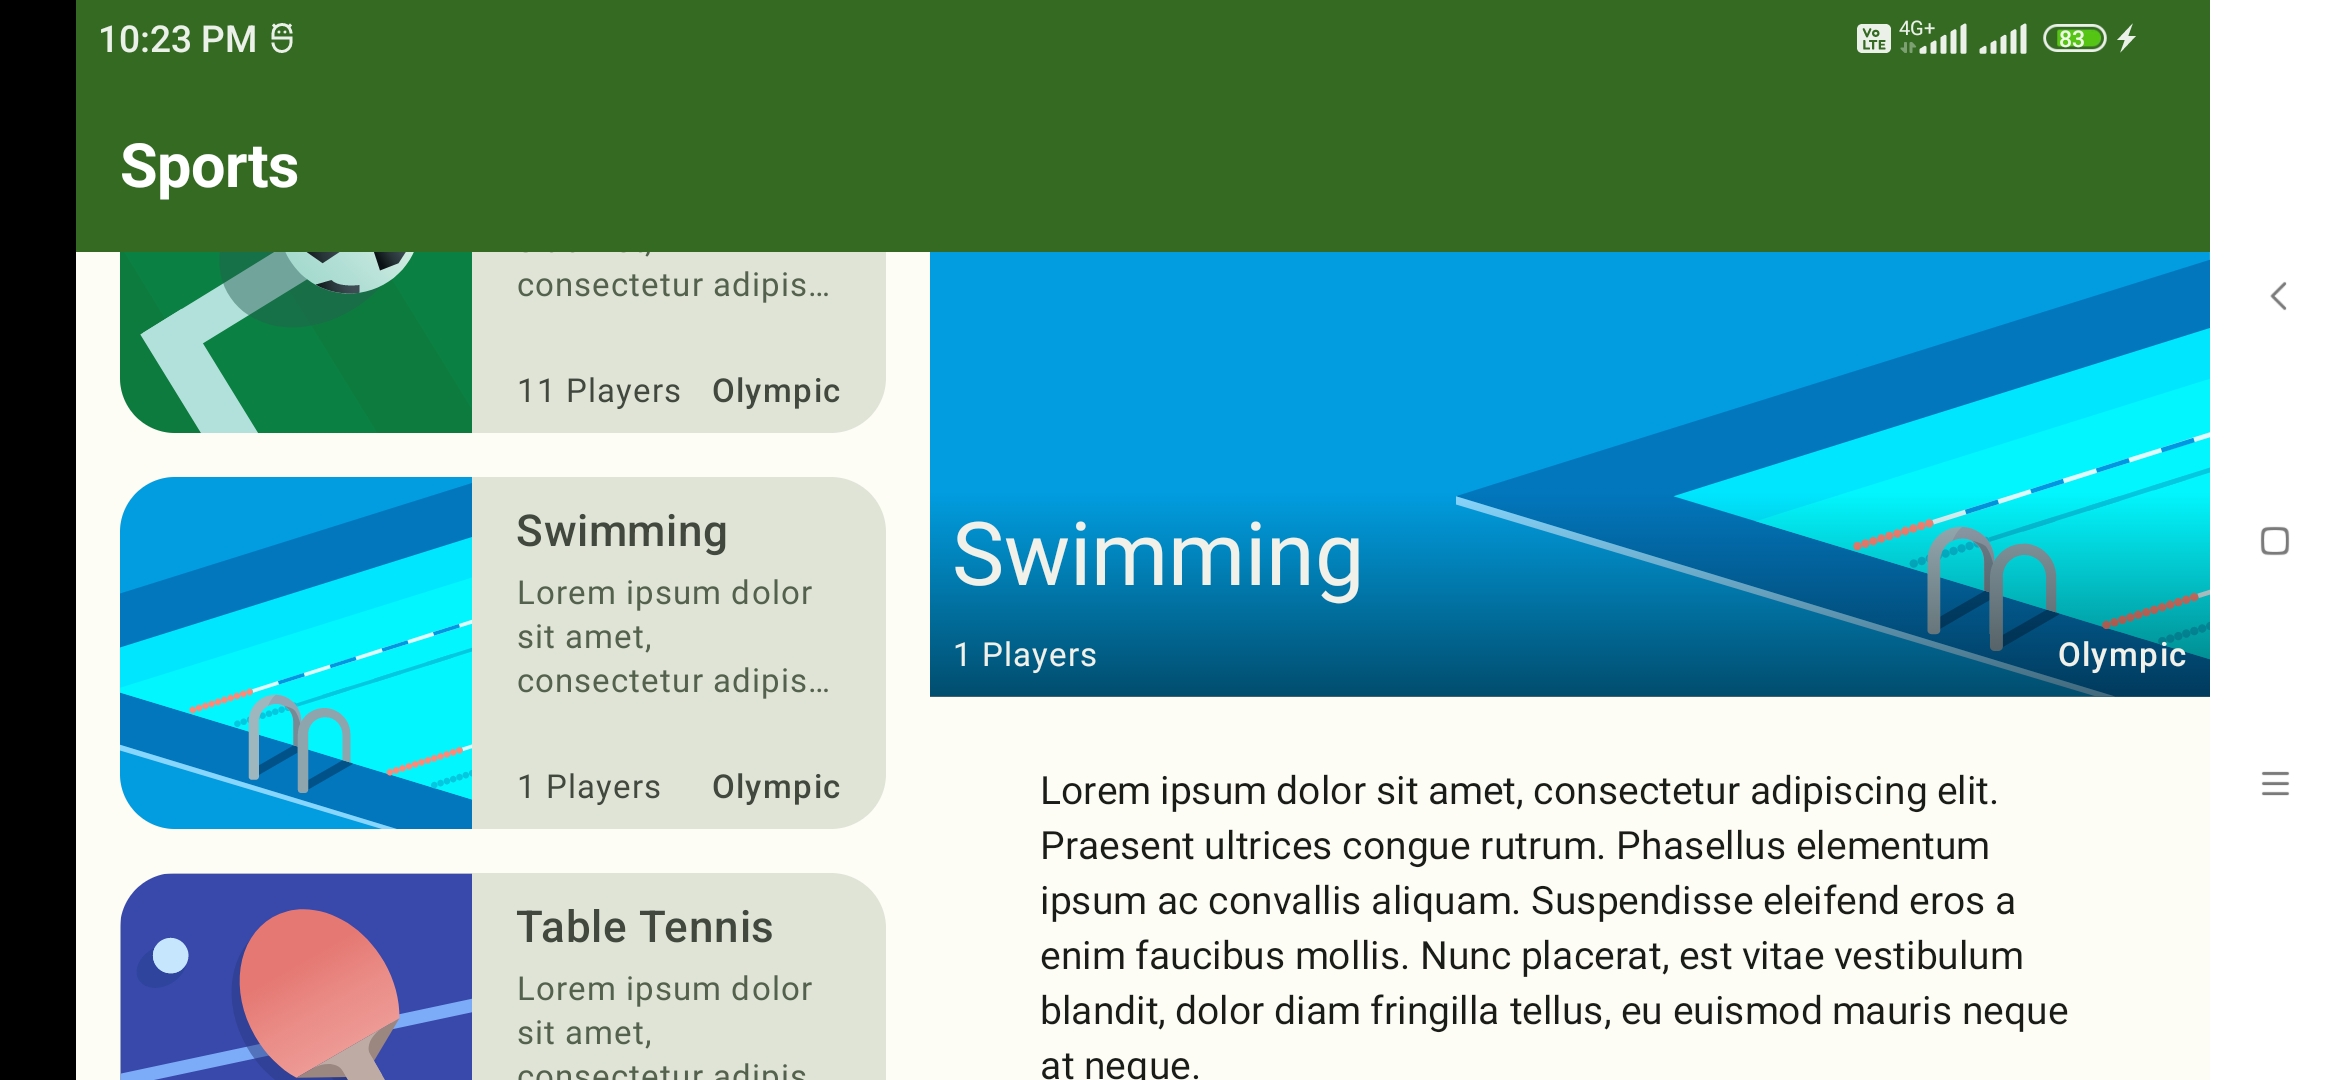 10:23 PM
Vo
LTE
4G+
83
Sports
consectetur adipis…
11 Players Olympic
Swimming
Lorem ipsum dolor
sit amet,
consectetur adipis…
1 Players Olympic
Table Tennis
Lorem ipsum dolor
sit amet,
consectetur adipis
Swimming
1 Players
Olympic
Lorem ipsum dolor sit amet, consectetur adipiscing elit.
Praesent ultrices congue rutrum. Phasellus elementum
ipsum ac convallis aliquam. Suspendisse eleifend eros a
enim faucibus mollis. Nunc placerat, est vitae vestibulum
blandit, dolor diam fringilla tellus, eu euismod mauris neque
at neque.